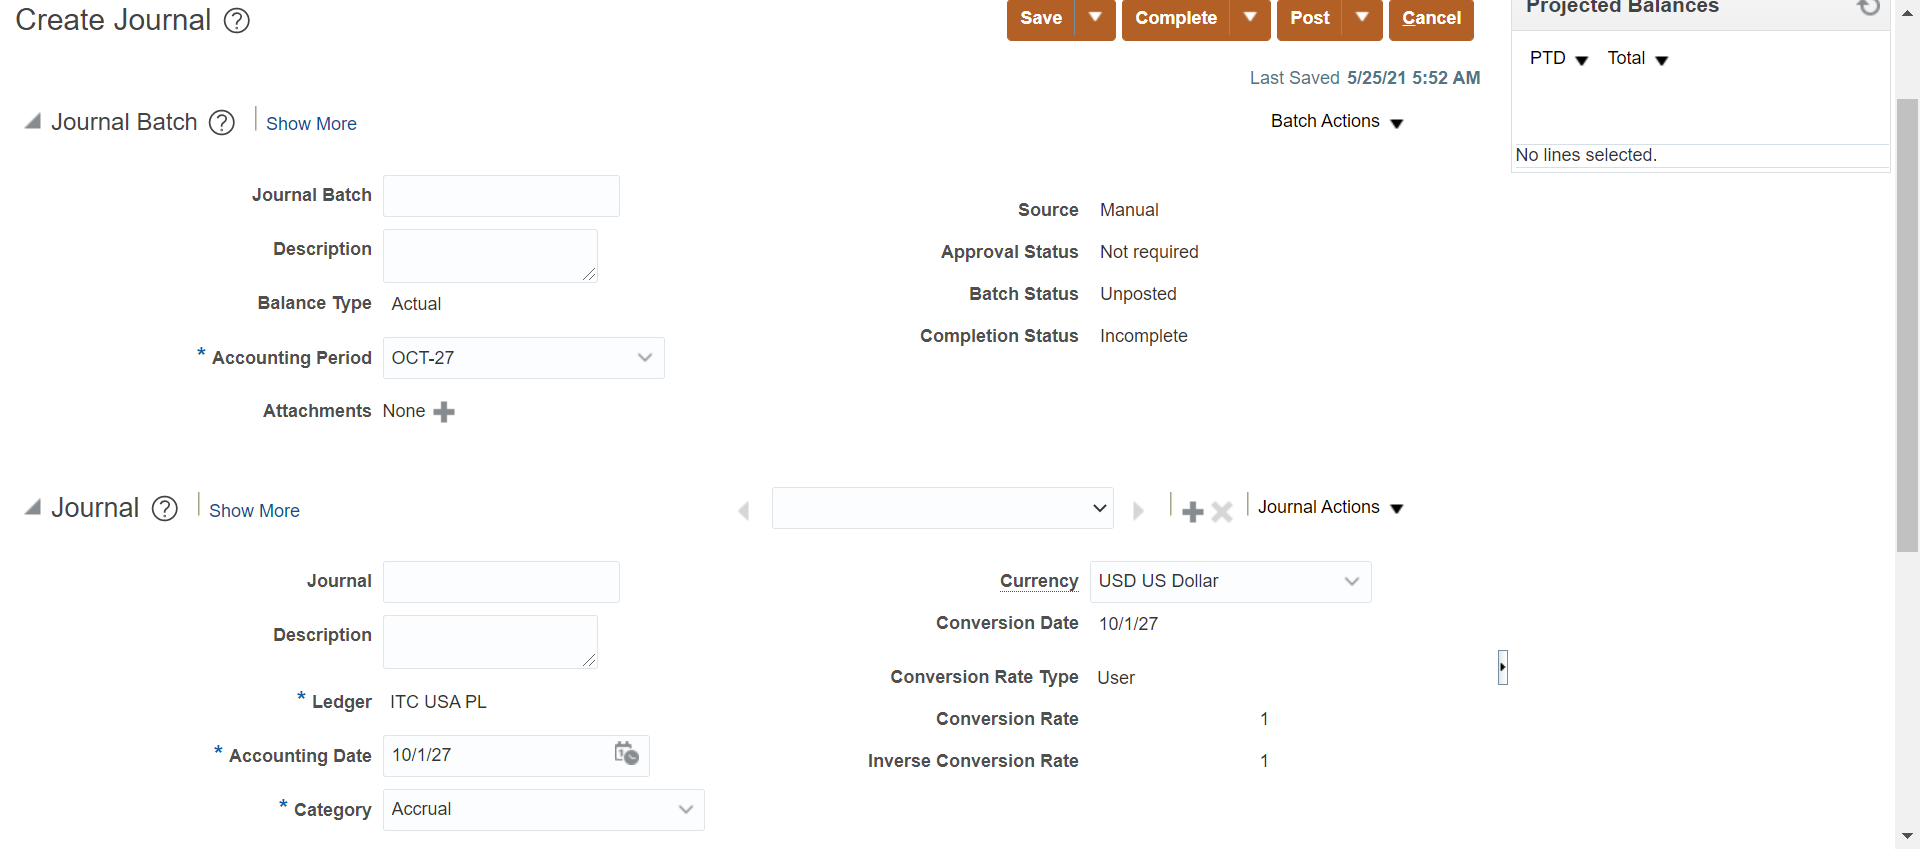 Create Journal ?
Save Complete Post Cancel
Projected Balances
PTD Total
Last Saved 5/25/21 5:52 AM
No lines selected.
Journal Batch ? Show More
Batch Actions
Journal Batch
Description
Balance Type Actual
* Accounting Period OCT-27
Attachments None
Source Manual
Approval Status Not required
Batch Status Unposted
Completion Status Incomplete
Journal ? Show More
Journal Actions
Journal
Description
* Ledger ITC USA PL
* Accounting Date 10/1/27
* Category Accrual
Currency USD US Dollar
Conversion Date 10/1/27
Conversion Rate Type User
Conversion Rate 1
Inverse Conversion Rate 1